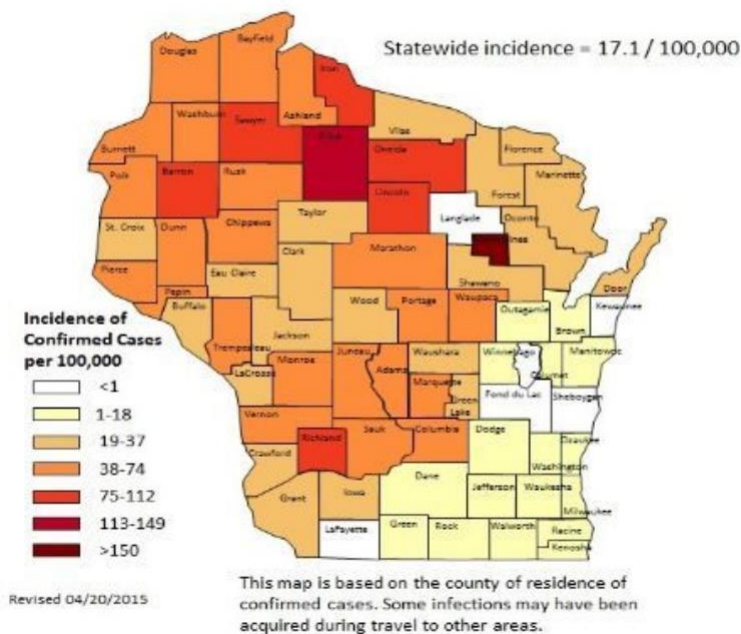 Statewide incidence = 17.1 / 100,000
Douglas
Bayfield
Iron
Ashland
Washburn
Sawyer
Vilas
Burnett
Oneida
Florence
Polk
Barron
Rusk
Marinette
Forest
Lincoln
Taylor
Langlade
Oconto
St. Croix
Dunn
Chippewa
Clark
Marathon
Pierce
Eau Claire
Shawano
Door
Pepin
Buffalo
Wood
Portage
Waupaca
Kewaunee
Outagamie
Brown
Trempealeau
Jackson
Juneau
Adams
Waushara
Winnebago
Manitowoc
LaCrosse
Monroe
Marquette
Green
Lake
Fond du Lac
Sheboygan
Vernon
Richland
Sauk
Columbia
Dodge
Crawford
Washington
Dane
Jefferson
Waukesha
Milwaukee
Grant
Iowa
LaFayette
Green
Rock
Walworth
Racine
Kenosha
Incidence of
Confirmed Cases
per 100,000
<1
1-18
19-37
38-74
75-112
113-149
>150
Revised 04/20/2015
This map is based on the county of residence of
confirmed cases. Some infections may have been
acquired during travel to other areas.